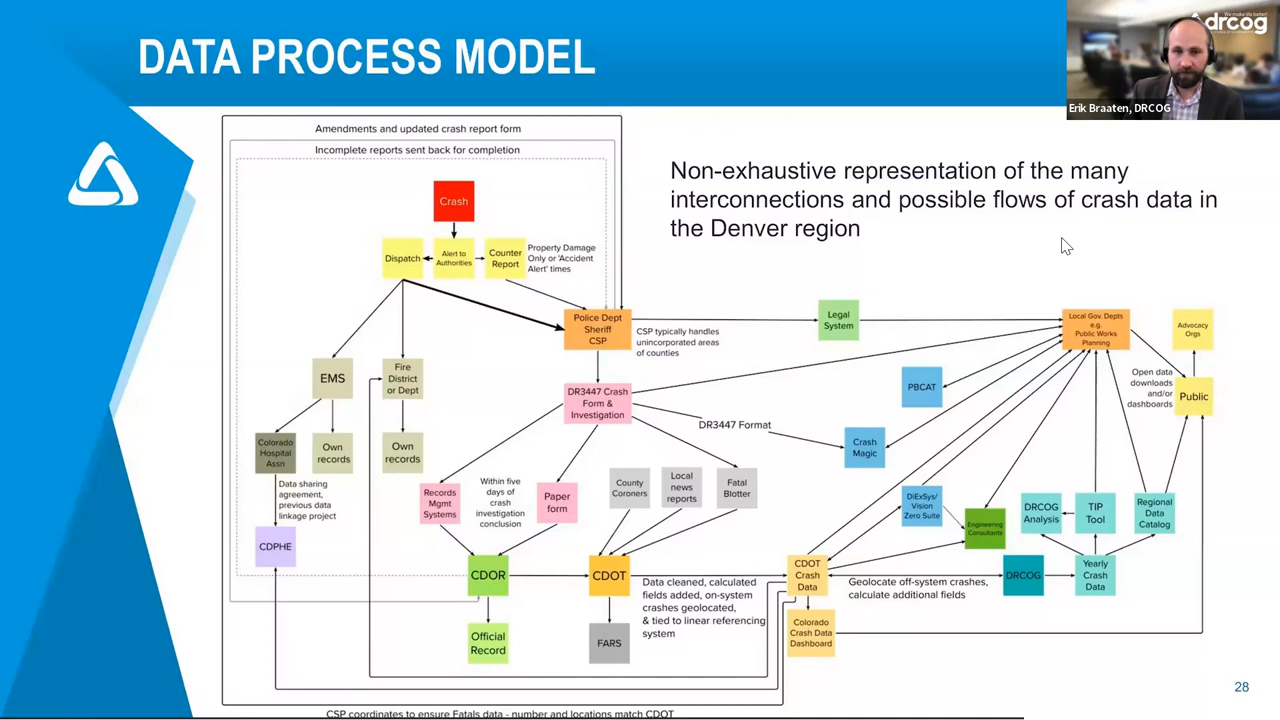 DATA PROCESS MODEL
We make life better!
drcog
Erik Braaten, DRCOG
Non-exhaustive representation of the many
interconnections and possible flows of crash data in
the Denver region
Amendments and updated crash report form
Incomplete reports sent back for completion
Crash
Dispatch
Alert to
Authorities
Counter
Report
Property Damage
Only or 'Accident
Alert' times
Police Dept
Sheriff
CSP
CSP typically handles
unincorporated areas
of counties
Legal
System
Local Gov. Depts
e.g.
Public Works
Planning
Advocacy
Orgs
EMS
Fire
District
or Dept
DR3447 Crash
Form &
Investigation
PBCAT
Open data
downloads
and/or
dashboards
Public
DR3447 Format
Crash
Magic
Colorado
Hospital
Assn
Own
records
Own
records
Data sharing
agreement,
previous data
linkage project
Records
Mgmt
Systems
Within five
days of
crash
investigation
conclusion
Paper
form
County
Coroners
Local
news
reports
Fatal
Blotter
DiExSys/
Vision
Zero Suite
Engineering
Consultants
DRCOG
Analysis
TIP
Tool
Regional
Data
Catalog
CDPHE
CDOR
CDOT
Data cleaned, calculated
fields added, on-system
crashes geolocated,
& tied to linear referencing
system
CDOT
Crash
Data
Geolocate off-system crashes,
calculate additional fields
DRCOG
Yearly
Crash
Data
Official
Record
FARS
Colorado
Crash Data
Dashboard
CSP coordinates to ensure Fatals data - number and locations match CDOT
28